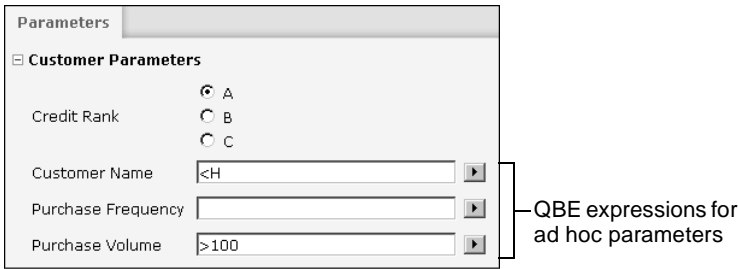 Parameters
Customer Parameters
Credit Rank
A
B
C
Customer Name <H
Purchase Frequency
Purchase Volume >100
QBE expressions for
ad hoc parameters